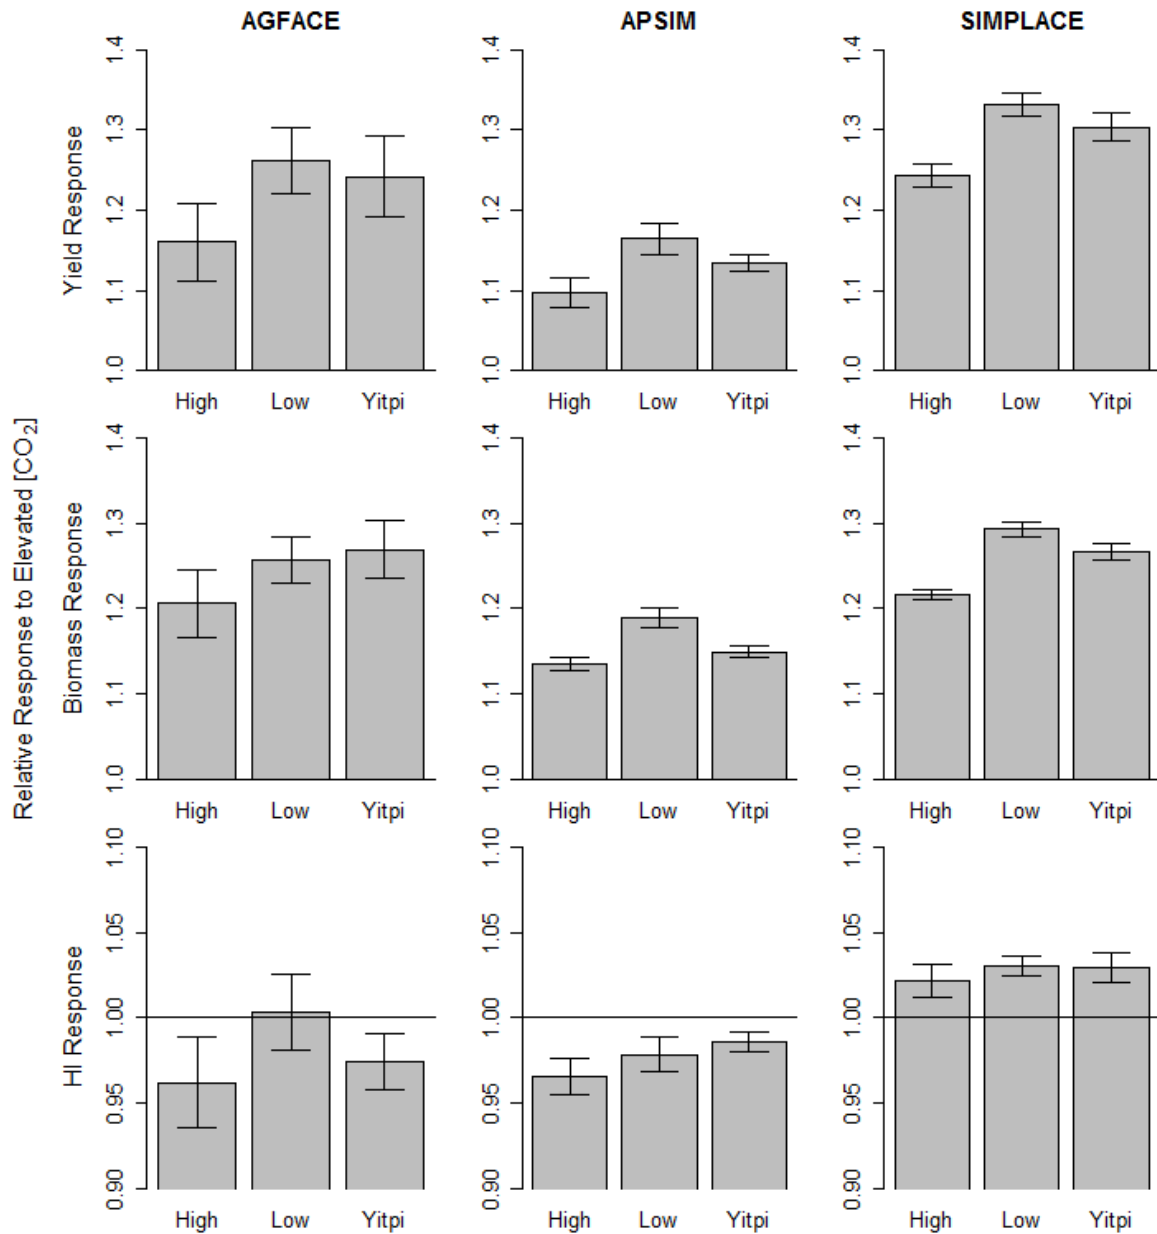 AGFACE APSIM SIMPLACE
Relative Response to Elevated [CO₂]
Yield Response
1.0 1.1 1.2 1.3 1.4
High Low Yitpi
1.0 1.1 1.2 1.3 1.4
High Low Yitpi
1.0 1.1 1.2 1.3 1.4
High Low Yitpi
Biomass Response
1.0 1.1 1.2 1.3 1.4
High Low Yitpi
1.0 1.1 1.2 1.3 1.4
High Low Yitpi
1.0 1.1 1.2 1.3 1.4
High Low Yitpi
HI Response
0.90 0.95 1.00 1.05 1.10
High Low Yitpi
0.90 0.95 1.00 1.05 1.10
High Low Yitpi
0.90 0.95 1.00 1.05 1.10
High Low Yitpi